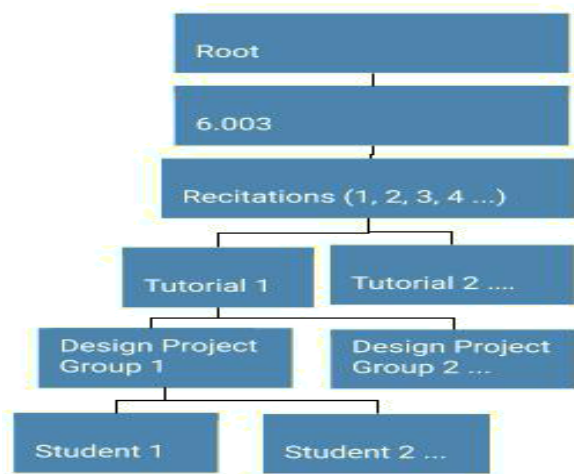 Root
6.003
Recitations (1, 2, 3, 4 ...)
Tutorial 1
Tutorial 2 ....
Design Project
Group 1
Design Project
Group 2 ...
Student 1
Student 2 ...